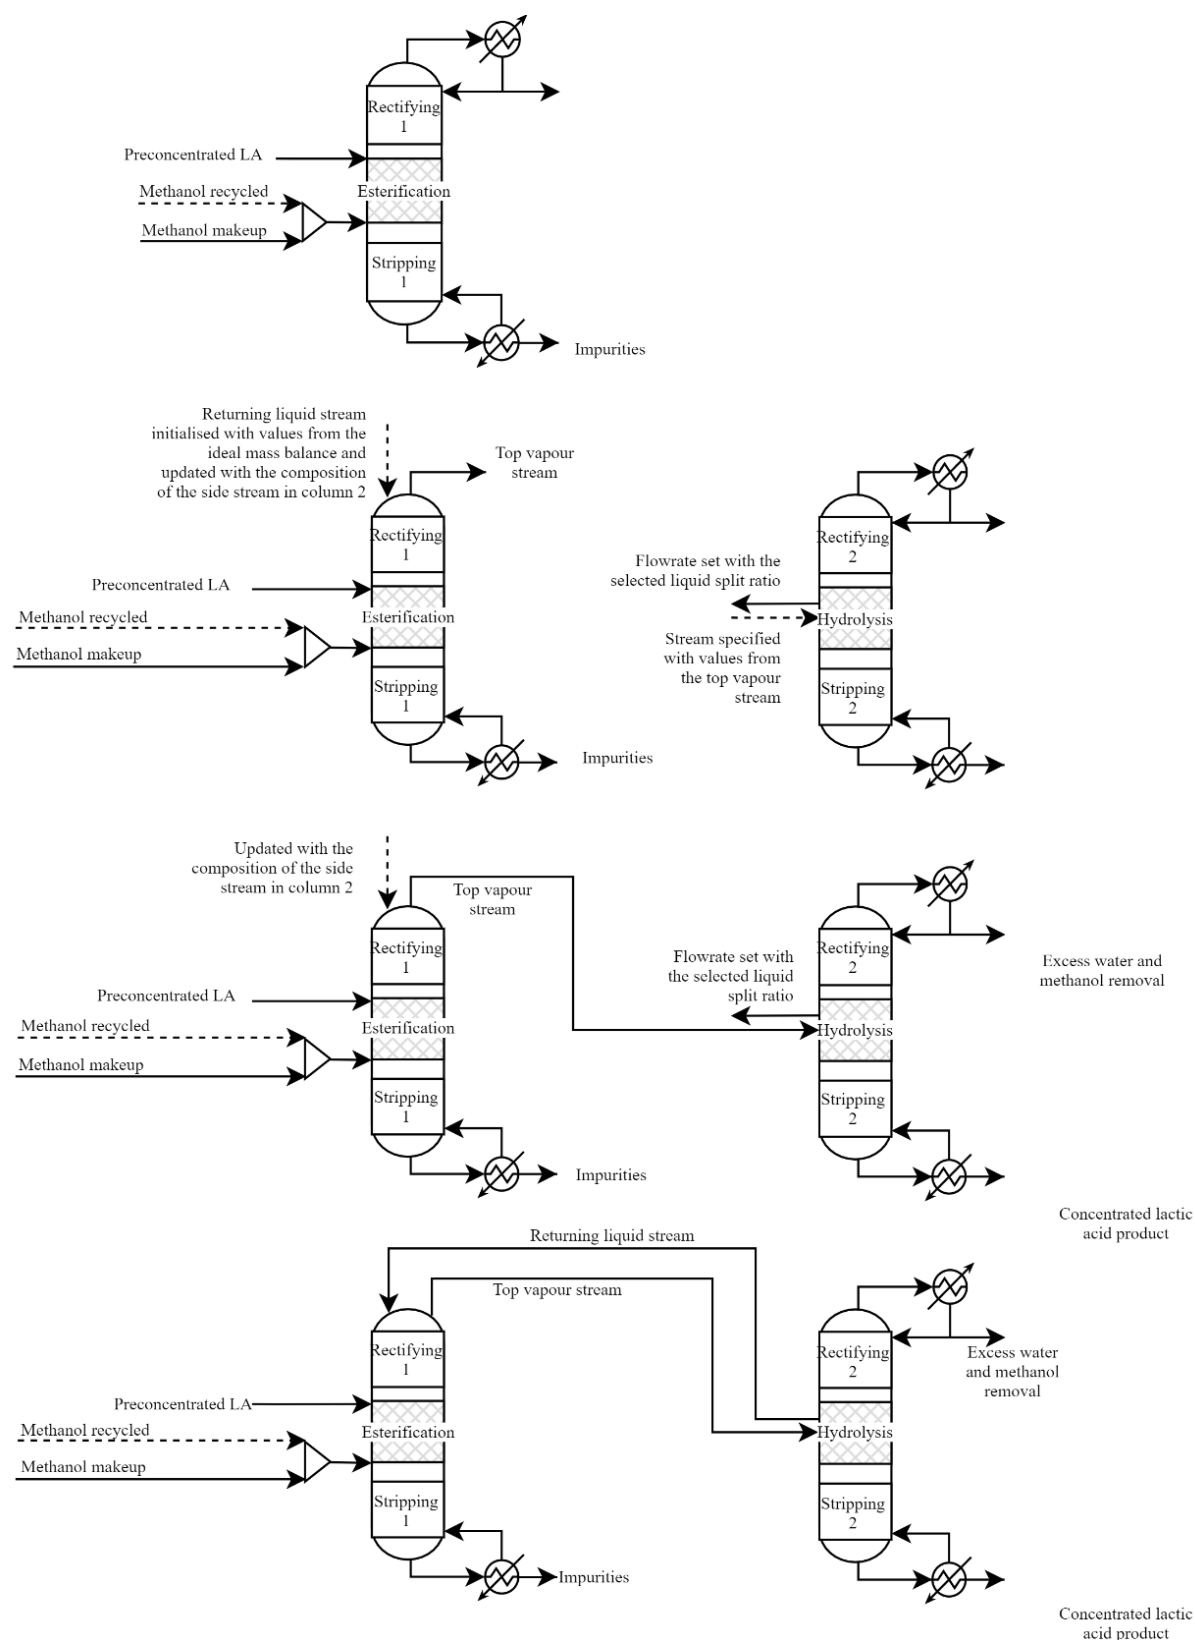 Rectifying
1
Preconcentrated LA
Methanol recycled
Esterification
Methanol makeup
Stripping
1
Impurities
Returning liquid stream
initialised with values from the
ideal mass balance and
updated with the composition
of the side stream in column 2
Top vapour
stream
Rectifying
1
Preconcentrated LA
Methanol recycled
Esterification
Methanol makeup
Stripping
1
Impurities
Rectifying
2
Flowrate set with the
selected liquid split ratio
Hydrolysis
Stream specified
with values from
the top vapour
stream
Stripping
2
Updated with the
composition of the side
stream in column 2
Top vapour
stream
Rectifying
1
Preconcentrated LA
Methanol recycled
Esterification
Methanol makeup
Stripping
1
Impurities
Rectifying
2
Flowrate set with
the selected liquid
split ratio
Hydrolysis
Stripping
2
Excess water and
methanol removal
Concentrated lactic
acid product
Returning liquid stream
Top vapour stream
Rectifying
1
Preconcentrated LA
Methanol recycled
Esterification
Methanol makeup
Stripping
1
Impurities
Rectifying
2
Excess water
and methanol
removal
Hydrolysis
Stripping
2
Concentrated lactic
acid product